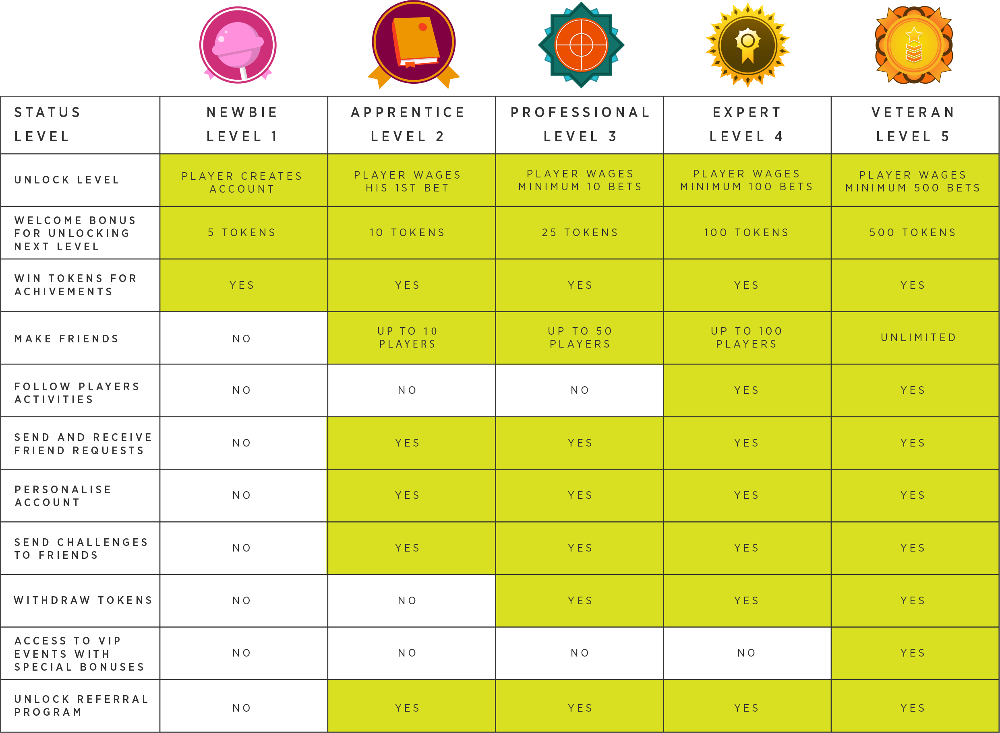 STATUS
LEVEL
NEWBIE
LEVEL 1
APPRENTICE
LEVEL 2
PROFESSIONAL
LEVEL 3
EXPERT
LEVEL 4
VETERAN
LEVEL 5
UNLOCK LEVEL
PLAYER CREATES
ACCOUNT
PLAYER WAGES
HIS 1ST BET
PLAYER WAGES
MINIMUM 10 BETS
PLAYER WAGES
MINIMUM 100 BETS
PLAYER WAGES
MINIMUM 500 BETS
WELCOME BONUS
FOR UNLOCKING
NEXT LEVEL
5 TOKENS
10 TOKENS
25 TOKENS
100 TOKENS
500 TOKENS
WIN TOKENS FOR
ACHIVEMENTS
YES
YES
YES
YES
YES
MAKE FRIENDS
NO
UP TO 10
PLAYERS
UP TO 50
PLAYERS
UP TO 100
PLAYERS
UNLIMITED
FOLLOW PLAYERS
ACTIVITIES
NO
NO
NO
YES
YES
SEND AND RECEIVE
FRIEND REQUESTS
NO
YES
YES
YES
YES
PERSONALISE
ACCOUNT
NO
YES
YES
YES
YES
SEND CHALLENGES
TO FRIENDS
NO
YES
YES
YES
YES
WITHDRAW TOKENS
NO
NO
YES
YES
YES
ACCESS TO VIP
EVENTS WITH
SPECIAL BONUSES
NO
NO
NO
NO
YES
UNLOCK REFERRAL
PROGRAM
NO
YES
YES
YES
YES